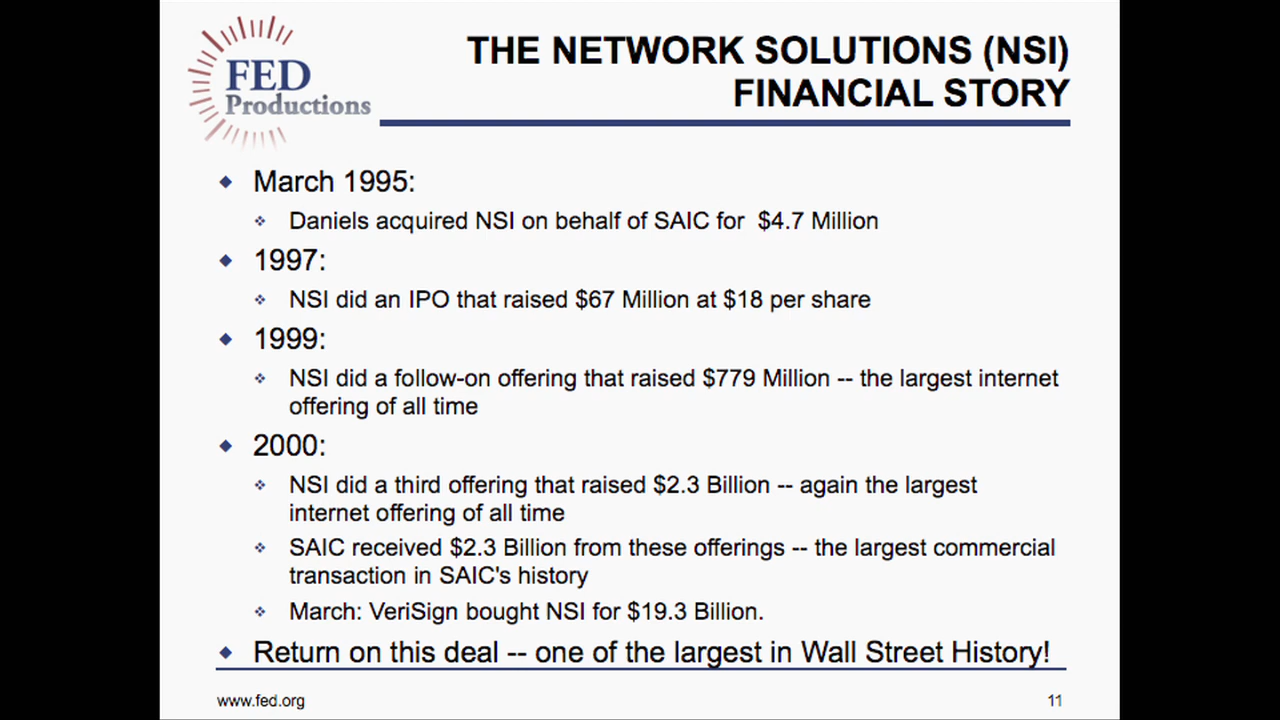 FED
Productions
THE NETWORK SOLUTIONS (NSI)
FINANCIAL STORY
March 1995:
Daniels acquired NSI on behalf of SAIC for $4.7 Million
1997:
NSI did an IPO that raised $67 Million at $18 per share
1999:
NSI did a follow-on offering that raised $779 Million -- the largest internet
offering of all time
2000:
NSI did a third offering that raised $2.3 Billion -- again the largest
internet offering of all time
SAIC received $2.3 Billion from these offerings -- the largest commercial
transaction in SAIC's history
March: VeriSign bought NSI for $19.3 Billion.
Return on this deal -- one of the largest in Wall Street History!
www.fed.org
11